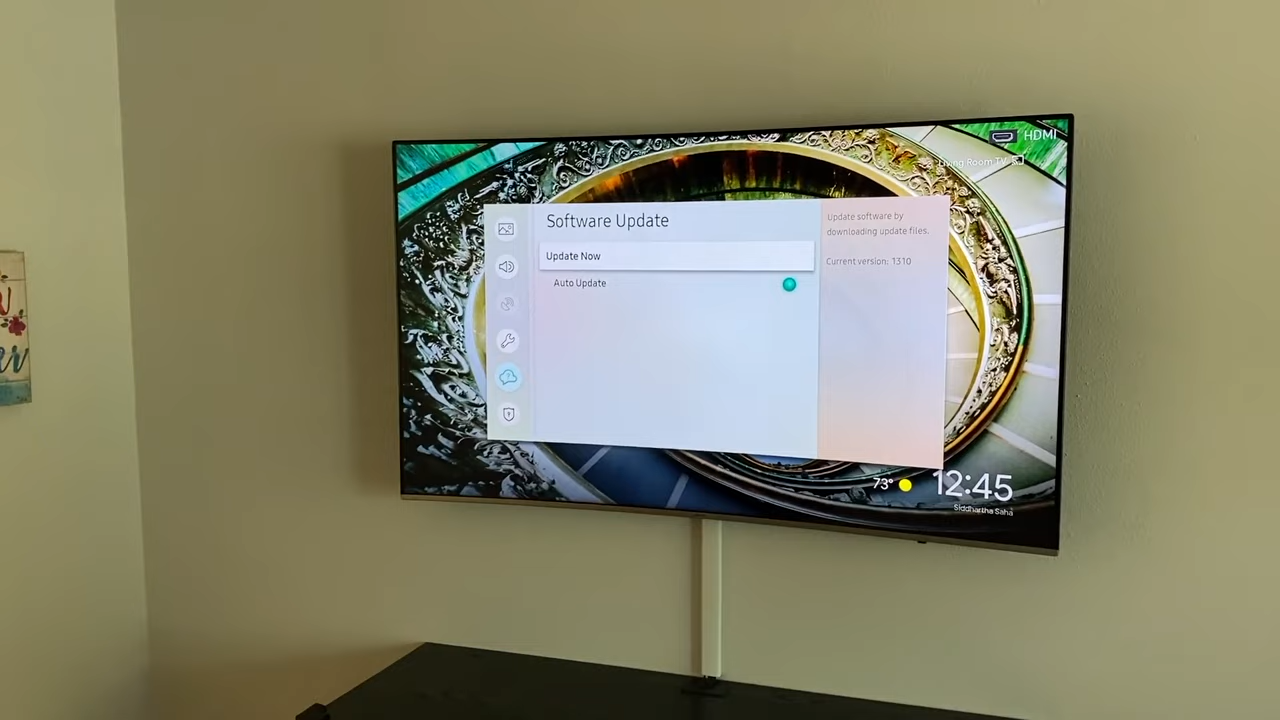 HDMI
Living Room TV
Software Update
Update Now
Auto Update
Update software by
downloading update files.
Current version: 1310
73°
12:45
Siddhartha Saha